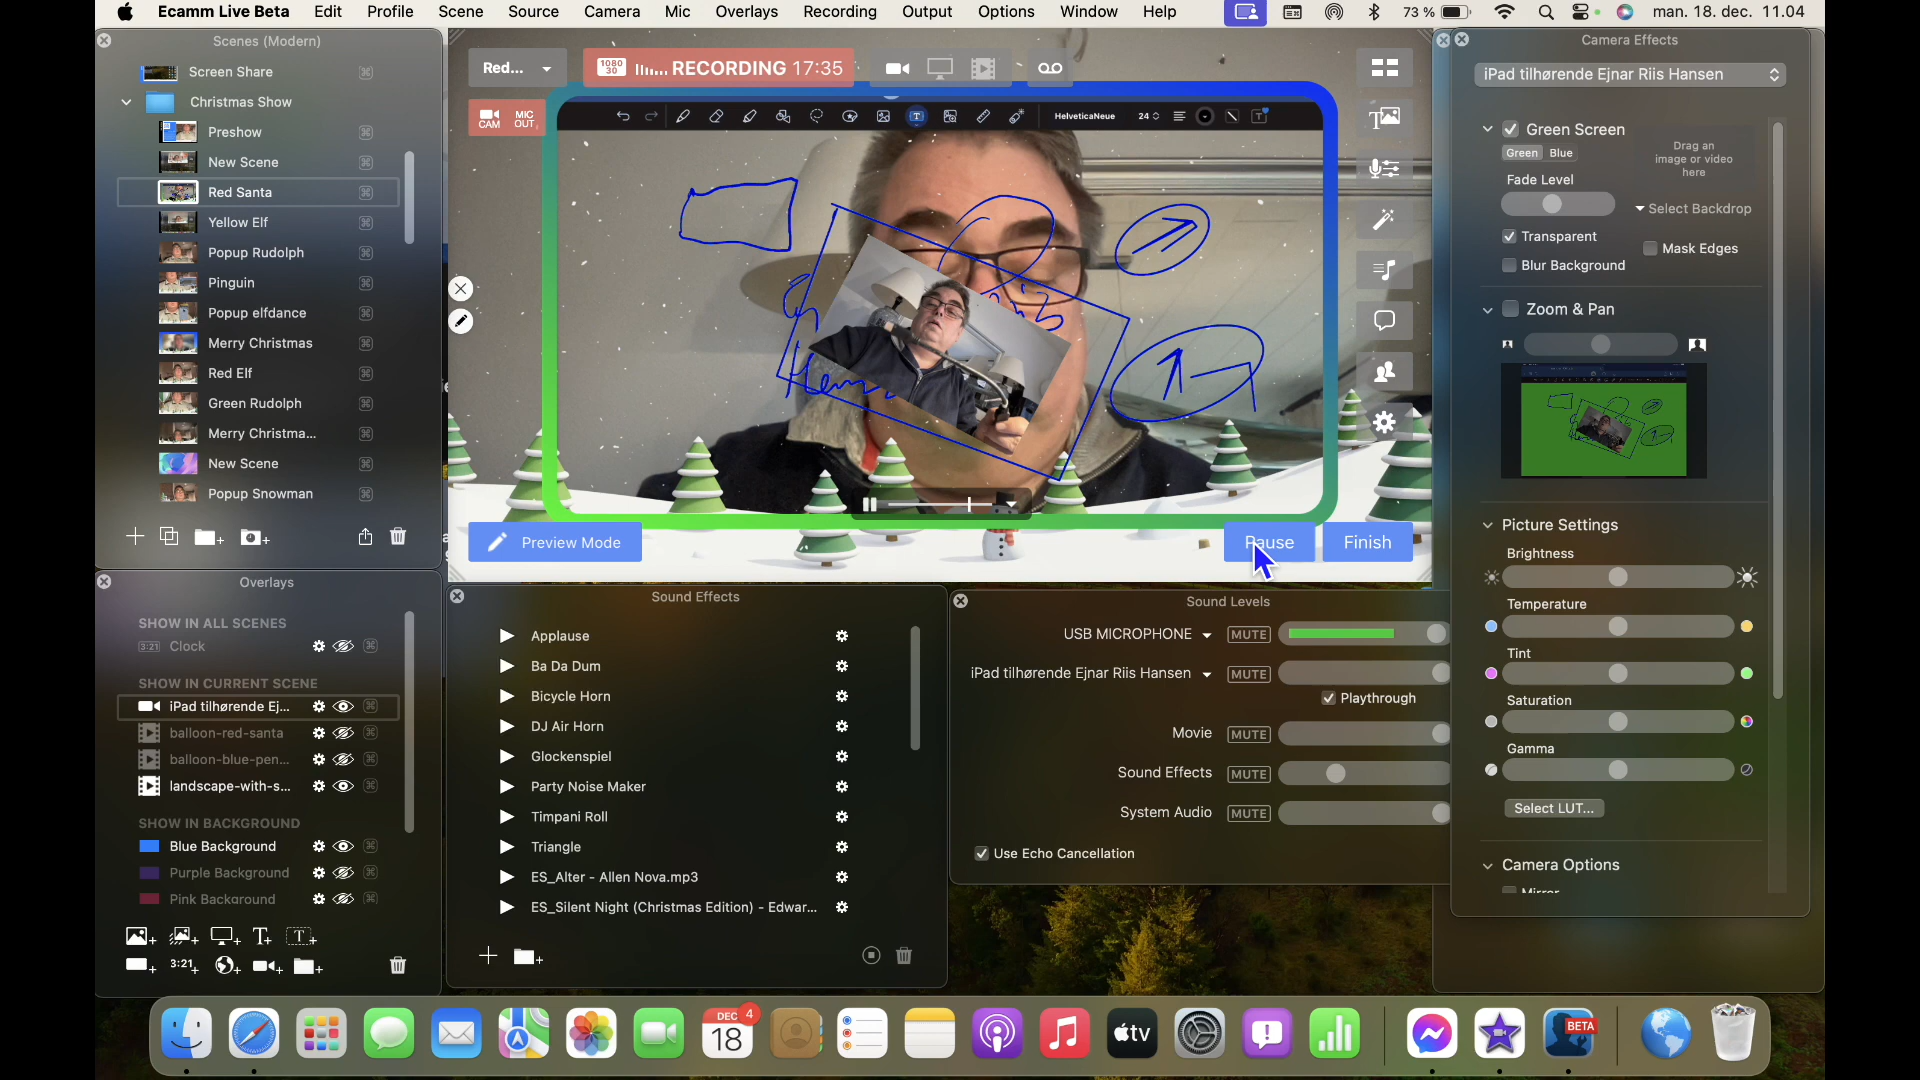 Ecamm Live Beta Edit Profile Scene Source Camera Mic Overlays Recording Output Options Window Help 73 % man. 18. dec. 11.04
Scenes (Modern)
Screen Share
Christmas Show
Preshow
New Scene
Red Santa
Yellow Elf
Popup Rudolph
Pinguin
Popup elfdance
Merry Christmas
Red Elf
Green Rudolph
Merry Christma...
New Scene
Popup Snowman
Overlays
SHOW IN ALL SCENES
3:21 Clock
SHOW IN CURRENT SCENE
iPad tilhørende Ej...
balloon-red-santa
balloon-blue-pen...
landscape-with-s...
SHOW IN BACKGROUND
Blue Background
Purple Background
Pink Background
3:21+
Red...
1080
30
RECORDING 17:35
CAM
MIC
OUT
HelveticaNeue 24
Preview Mode
Pause
Finish
Sound Effects
Applause
Ba Da Dum
Bicycle Horn
DJ Air Horn
Glockenspiel
Party Noise Maker
Timpani Roll
Triangle
ES_Alter - Allen Nova.mp3
ES_Silent Night (Christmas Edition) - Edwar...
Sound Levels
USB MICROPHONE MUTE
iPad tilhørende Ejnar Riis Hansen MUTE
Playthrough
Movie MUTE
Sound Effects MUTE
System Audio MUTE
Use Echo Cancellation
Camera Effects
iPad tilhørende Ejnar Riis Hansen
Green Screen
Green Blue
Drag an
image or video
here
Fade Level
Select Backdrop
Transparent
Mask Edges
Blur Background
Zoom & Pan
Picture Settings
Brightness
Temperature
Tint
Saturation
Gamma
Select LUT...
Camera Options
Mirror
DEC 4
18
tv
BETA